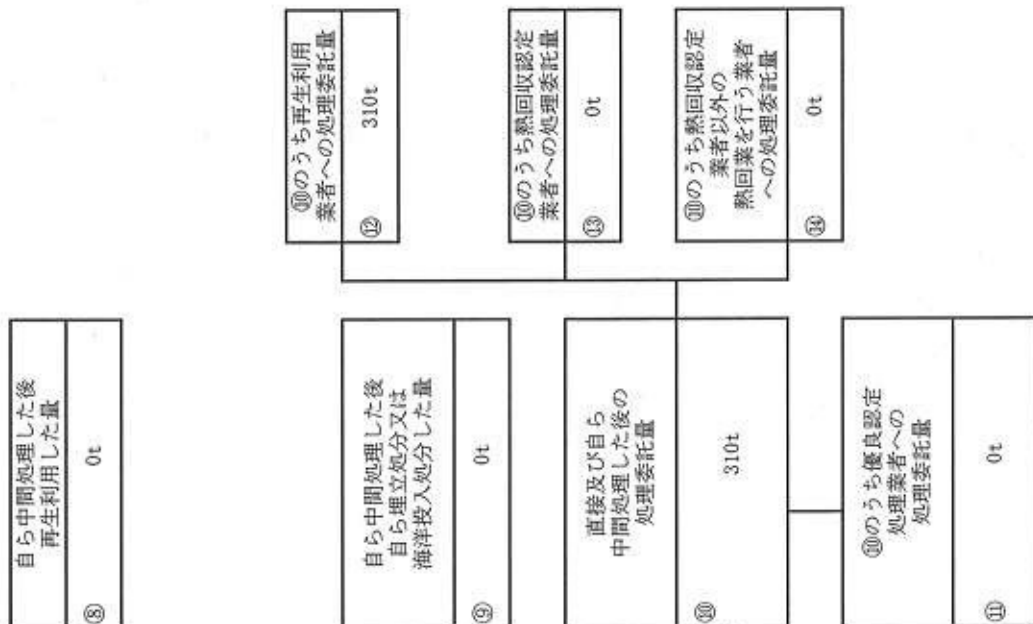 自ら中間処理した後
再生利用した量
⑧
0t
自ら中間処理した後
自ら埋立処分又は
海洋投入処分した量
⑨
0t
直接及び自ら
中間処理した後の
処理委託量
⑩
310t
⑩のうち優良認定
処理業者への
処理委託量
⑪
0t
⑩のうち再生利用
業者への処理委託量
⑫
310t
⑩のうち熱回収認定
業者への処理委託量
⑬
0t
⑩のうち熱回収認定
業者以外の
熱回業を行う業者
への処理委託量
⑭
0t